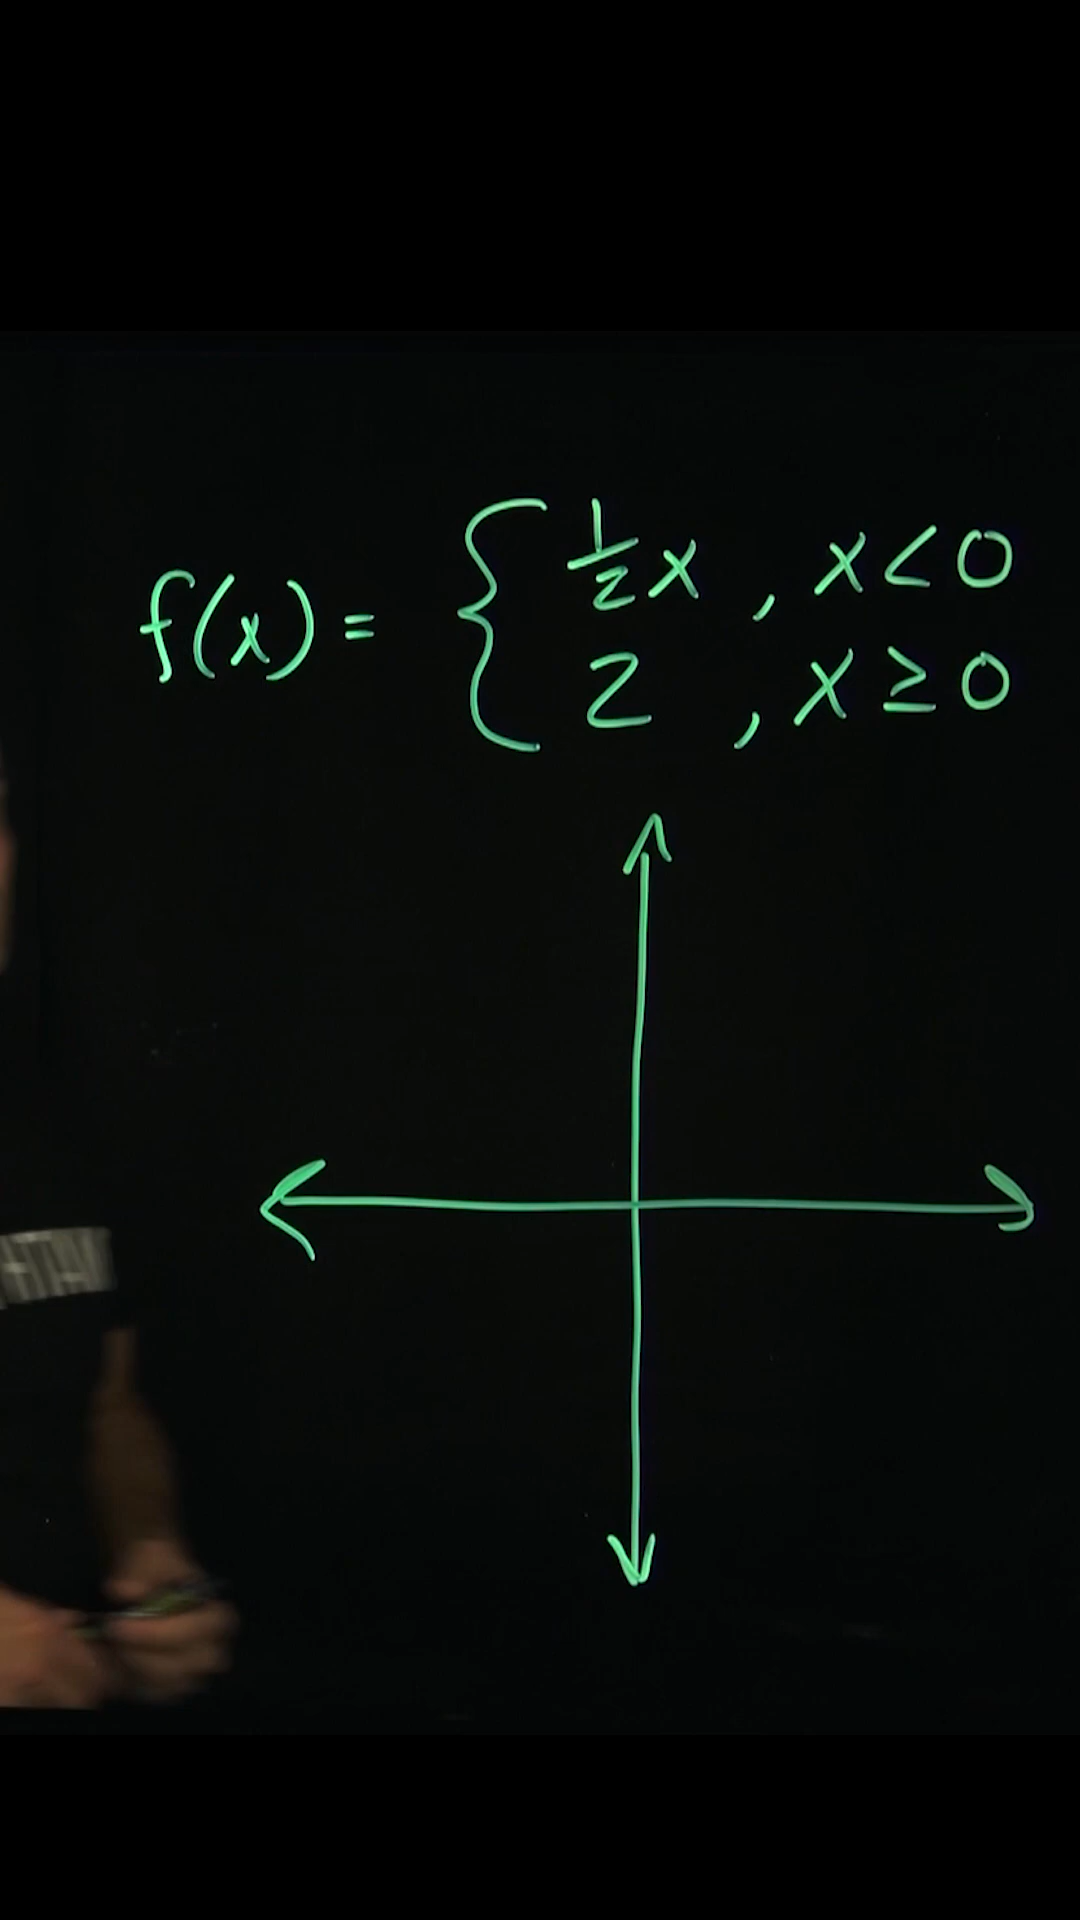 f(x) = { ½x , x < 0
2 , x ≥ 0